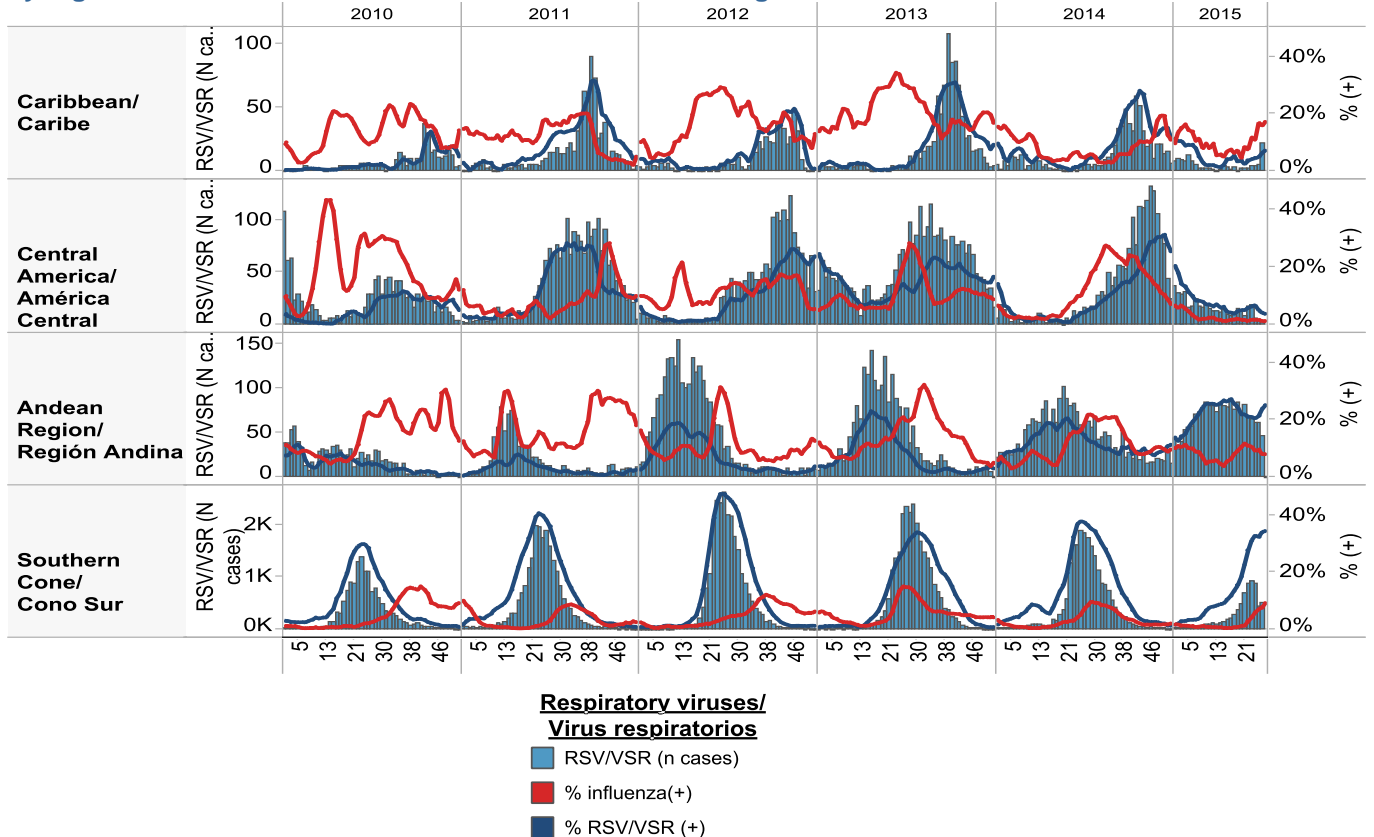 2010 2011 2012 2013 2014 2015
Caribbean/
Caribe
RSV/VSR (N ca..
100
50
0
40%
20%
0%
% (+)
Central
America/
América
Central
RSV/VSR (N ca..
100
50
0
40%
20%
0%
% (+)
Andean
Region/
Región Andina
RSV/VSR (N ca..
150
100
50
0
40%
20%
0%
% (+)
Southern
Cone/
Cono Sur
RSV/VSR (N
cases)
2K
1K
0K
40%
20%
0%
% (+)
5 13 21 30 38 46 5 13 21 30 38 46 5 13 21 30 38 46 5 13 21 30 38 46 5 13 21 30 38 46 5 13 21
Respiratory viruses/
Virus respiratorios
RSV/VSR (n cases)
% influenza(+)
% RSV/VSR (+)